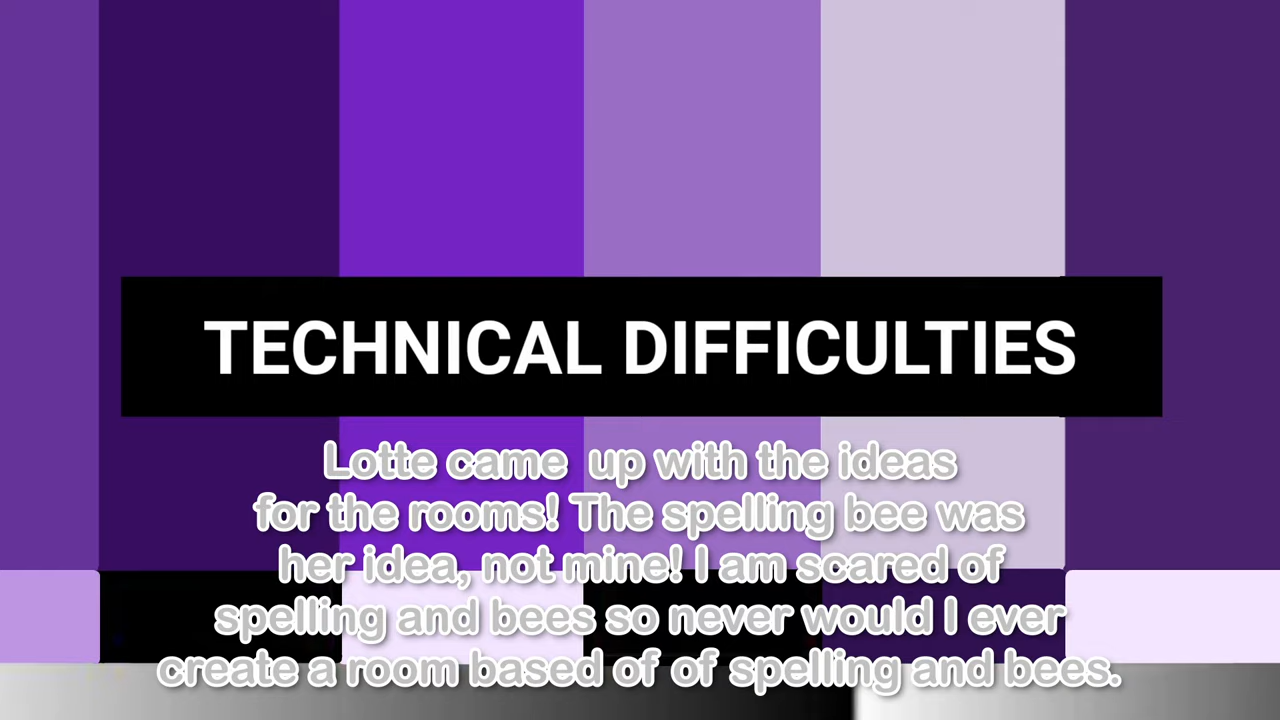 TECHNICAL DIFFICULTIES
Lotte came  up with the ideas
for the rooms! The spelling bee was
her idea, not mine! I am scared of
spelling and bees so never would I ever
create a room based of of spelling and bees.